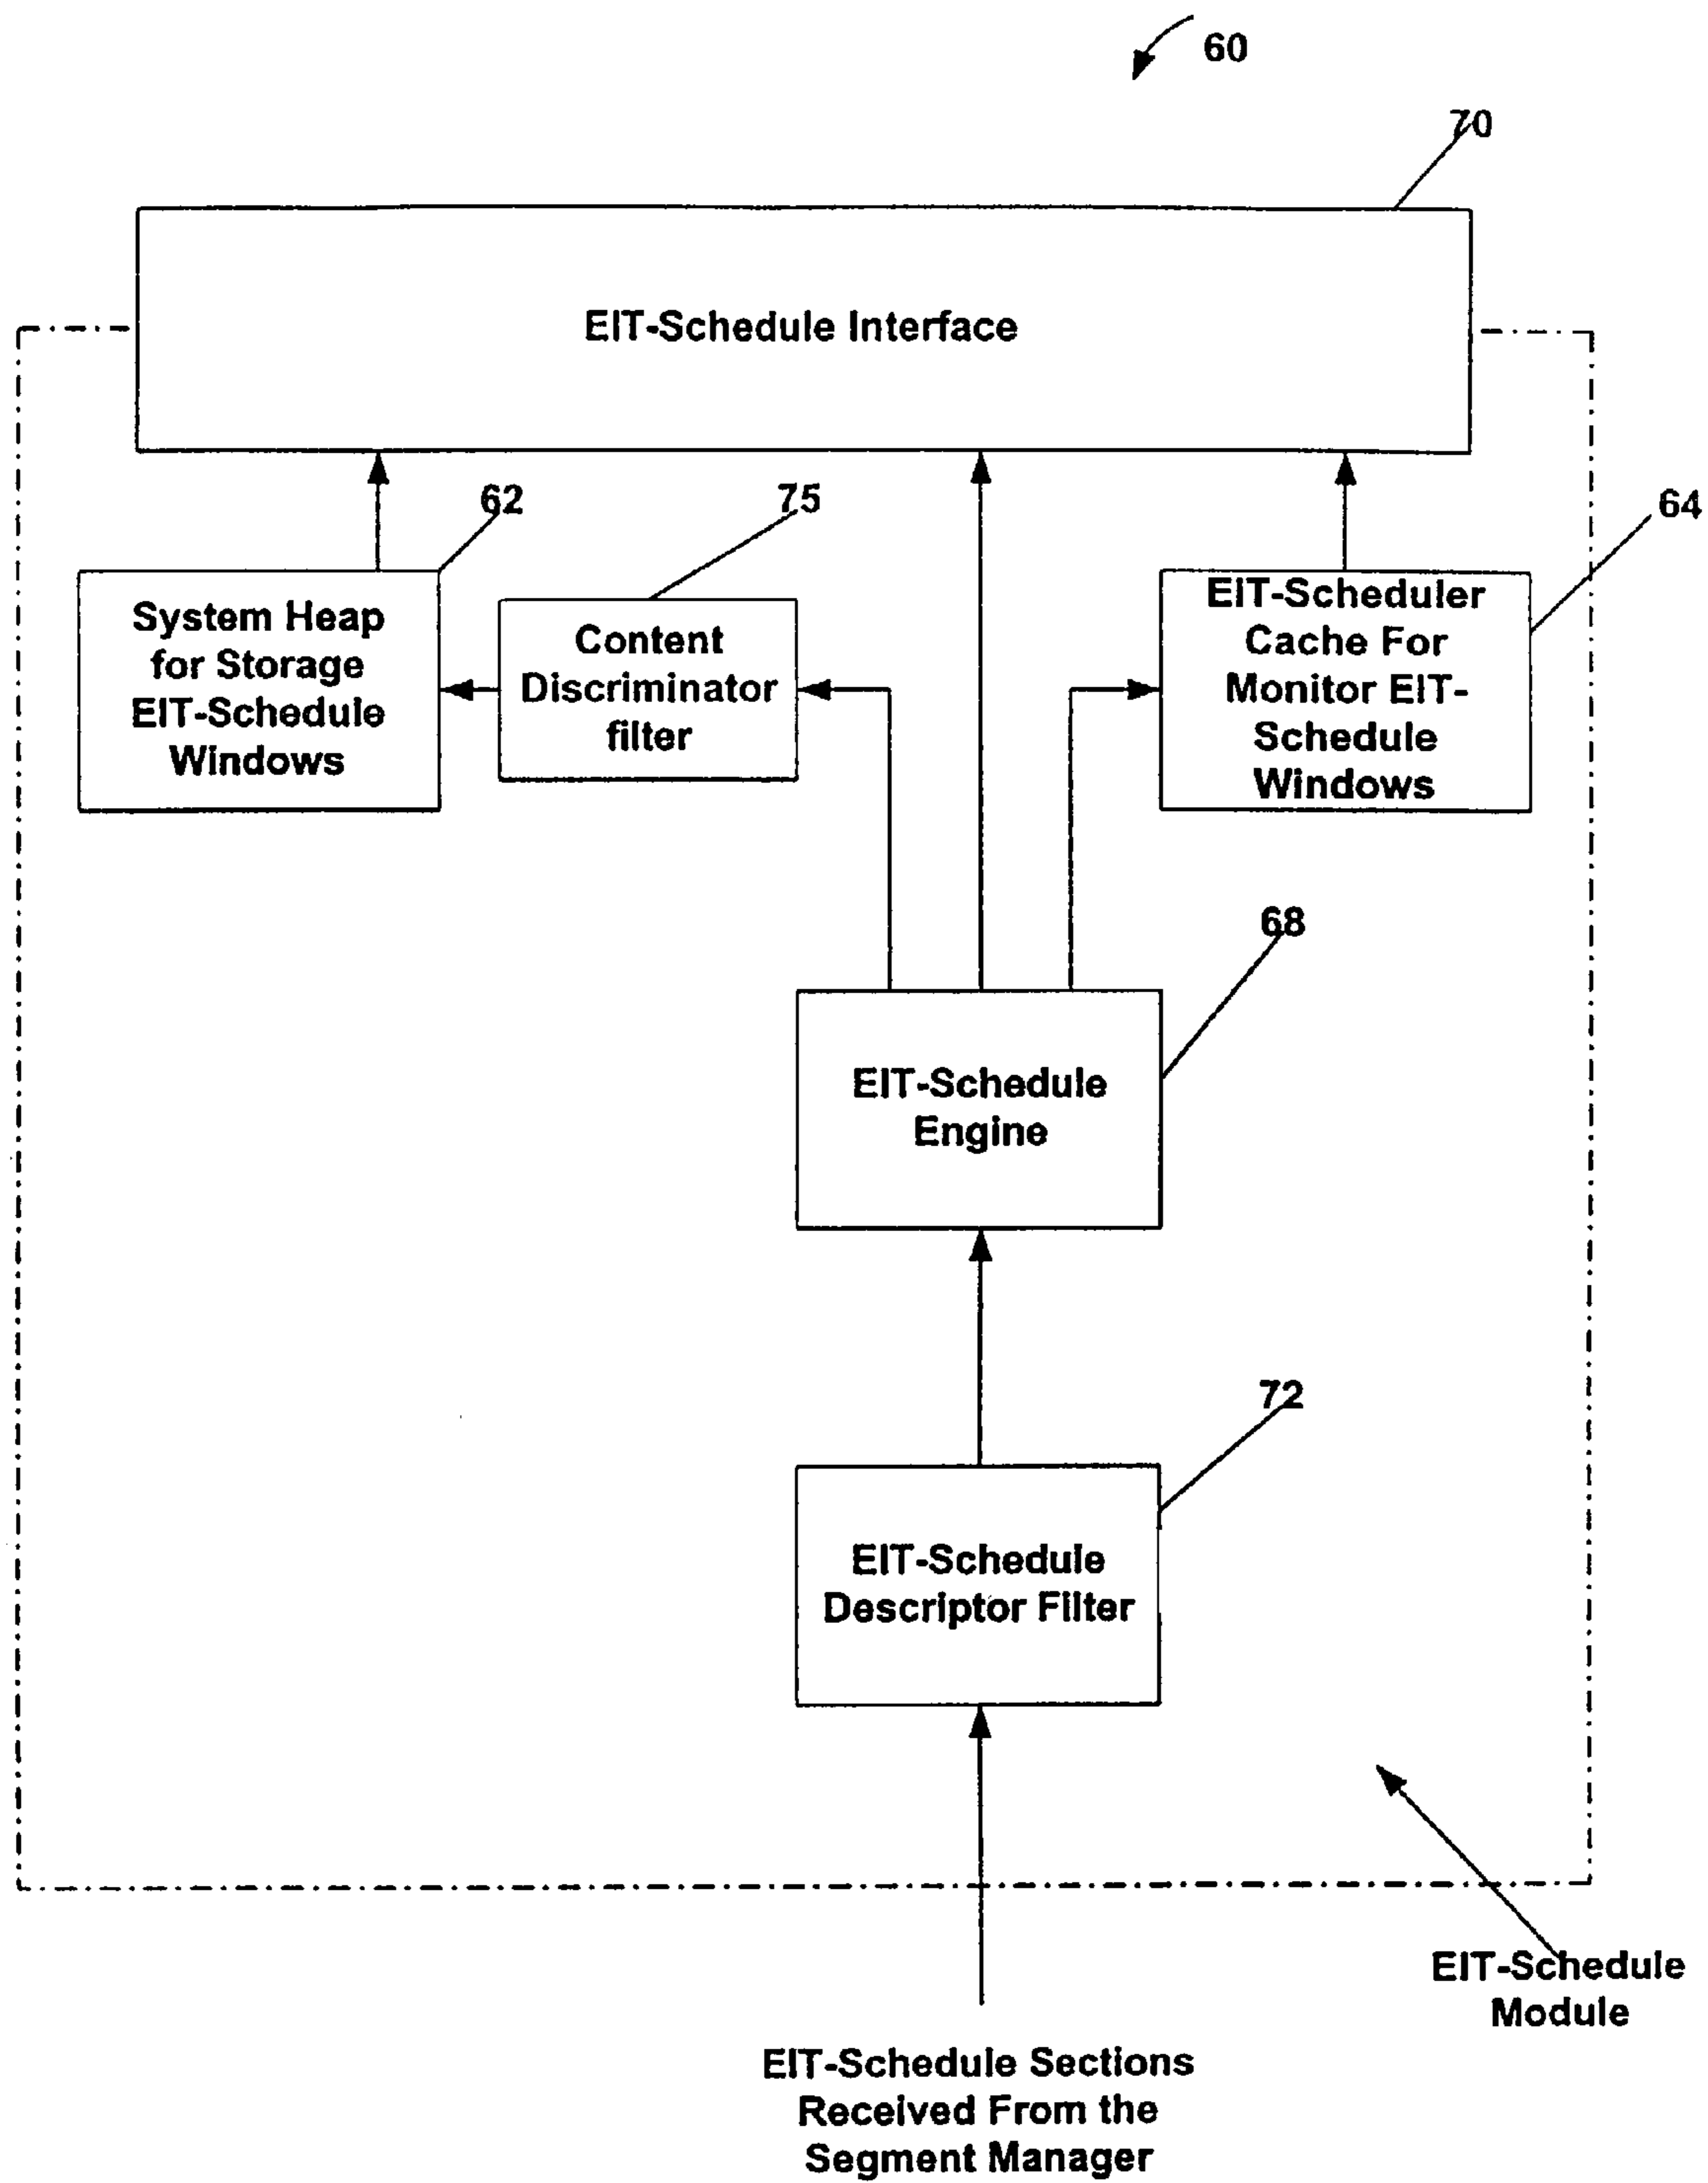 60
70
EIT-Schedule Interface
62
75
64
System Heap
for Storage
EIT-Schedule
Windows
Content
Discriminator
filter
EIT-Scheduler
Cache For
Monitor EIT-
Schedule
Windows
68
EIT-Schedule
Engine
72
EIT-Schedule
Descriptor Filter
EIT-Schedule
Module
EIT-Schedule Sections
Received From the
Segment Manager